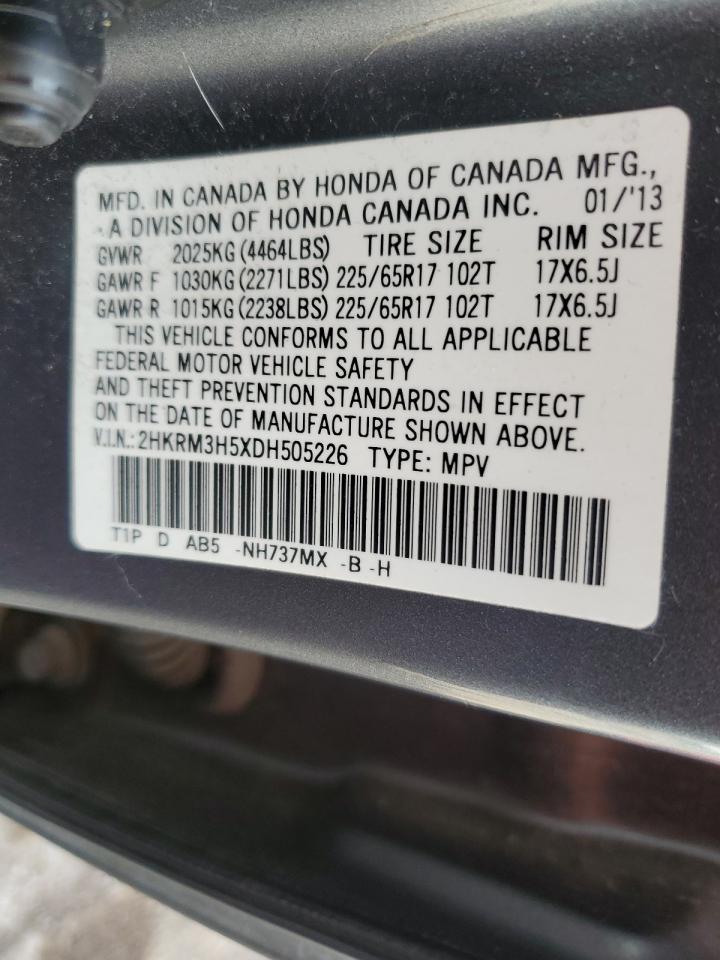 MFD. IN CANADA BY HONDA OF CANADA MFG.,
A DIVISION OF HONDA CANADA INC. 01/'13
GVWR 2025KG (4464LBS) TIRE SIZE RIM SIZE
GAWR F 1030KG (2271LBS) 225/65R17 102T 17X6.5J
GAWR R 1015KG (2238LBS) 225/65R17 102T 17X6.5J
THIS VEHICLE CONFORMS TO ALL APPLICABLE
FEDERAL MOTOR VEHICLE SAFETY
AND THEFT PREVENTION STANDARDS IN EFFECT
ON THE DATE OF MANUFACTURE SHOWN ABOVE.
V.I.N.: 2HKRM3H5XDH505226 TYPE: MPV
T1P D AB5 -NH737MX -B -H